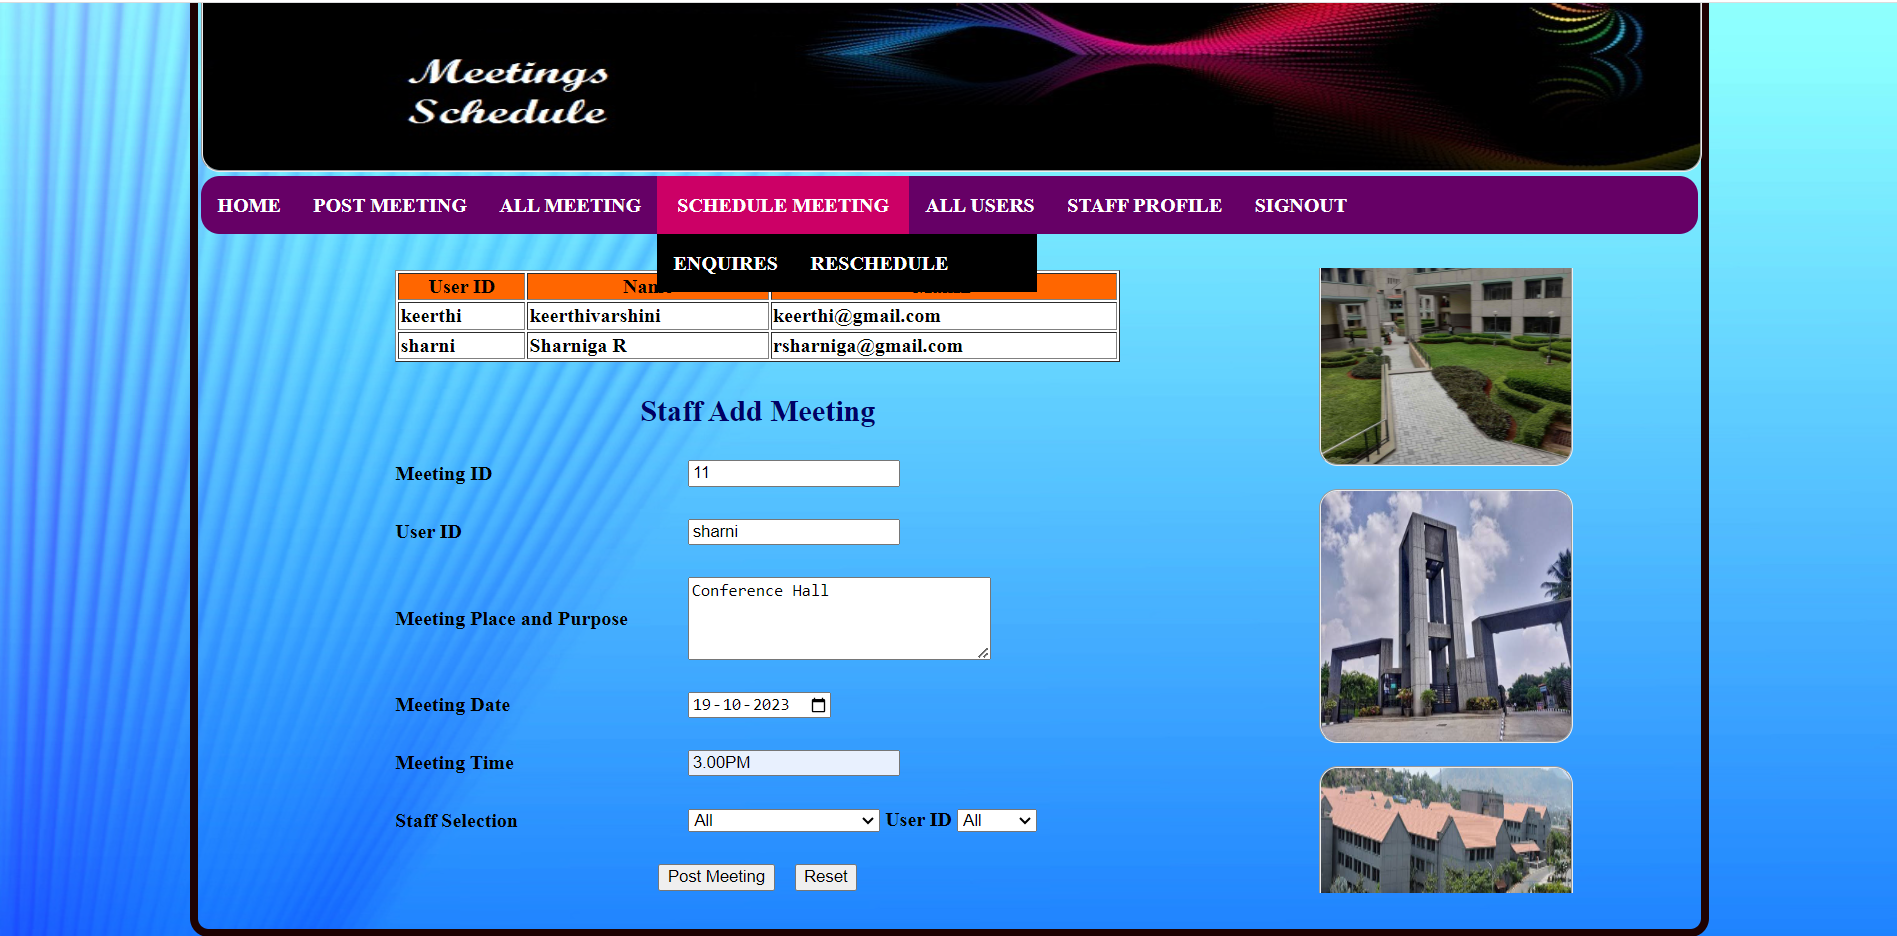 Meetings
Schedule
HOME POST MEETING ALL MEETING SCHEDULE MEETING ALL USERS STAFF PROFILE SIGNOUT
ENQUIRES RESCHEDULE
User ID
keerthi keerthivarshini keerthi@gmail.com
sharni Sharniga R rsharniga@gmail.com
Staff Add Meeting
Meeting ID 11
User ID sharni
Meeting Place and Purpose Conference Hall
Meeting Date 19-10-2023
Meeting Time 3.00PM
Staff Selection All User ID All
Post Meeting Reset